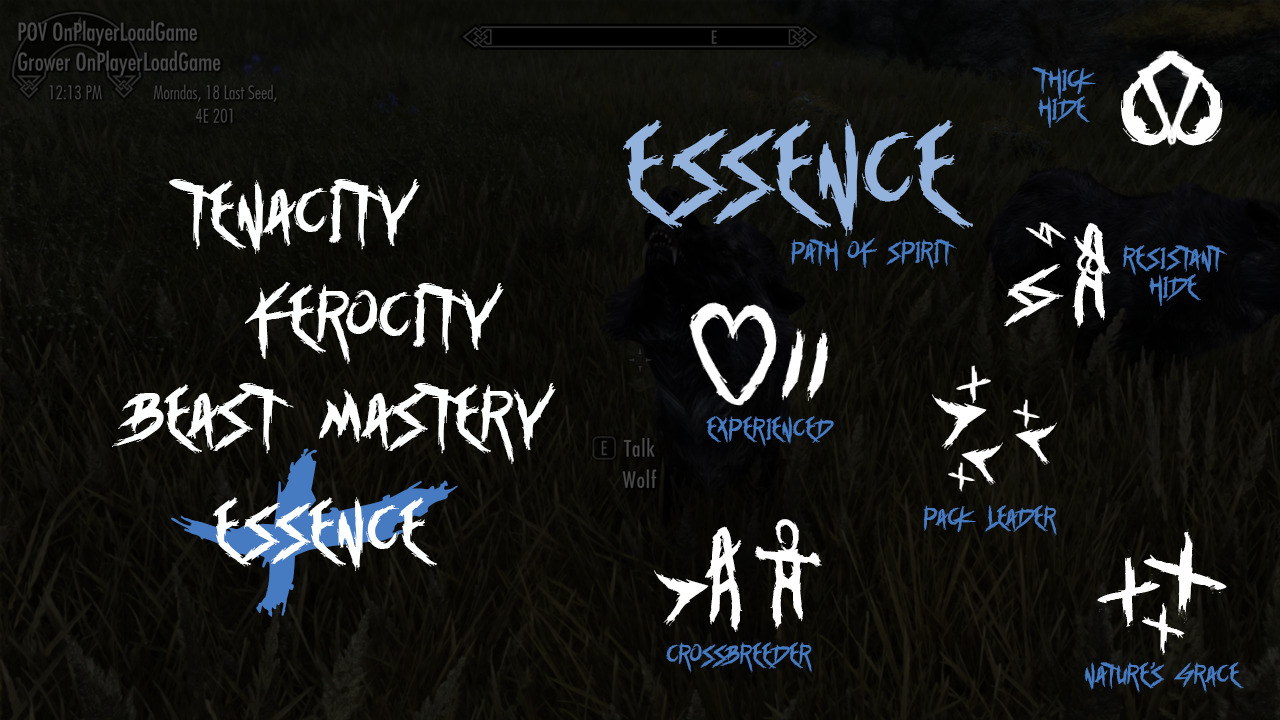 POV OnPlayerLoadGame
Grower OnPlayerLoadGame
12:13 PM
Morndas, 18 Last Seed,
4E 201
E
TENACITY
FEROCITY
BEAST MASTERY
ESSENCE
ESSENCE
PATH OF SPIRIT
THICK
HIDE
RESISTANT
HIDE
EXPERIENCED
E Talk
Wolf
PACK LEADER
CROSSBREEDER
NATURE'S GRACE